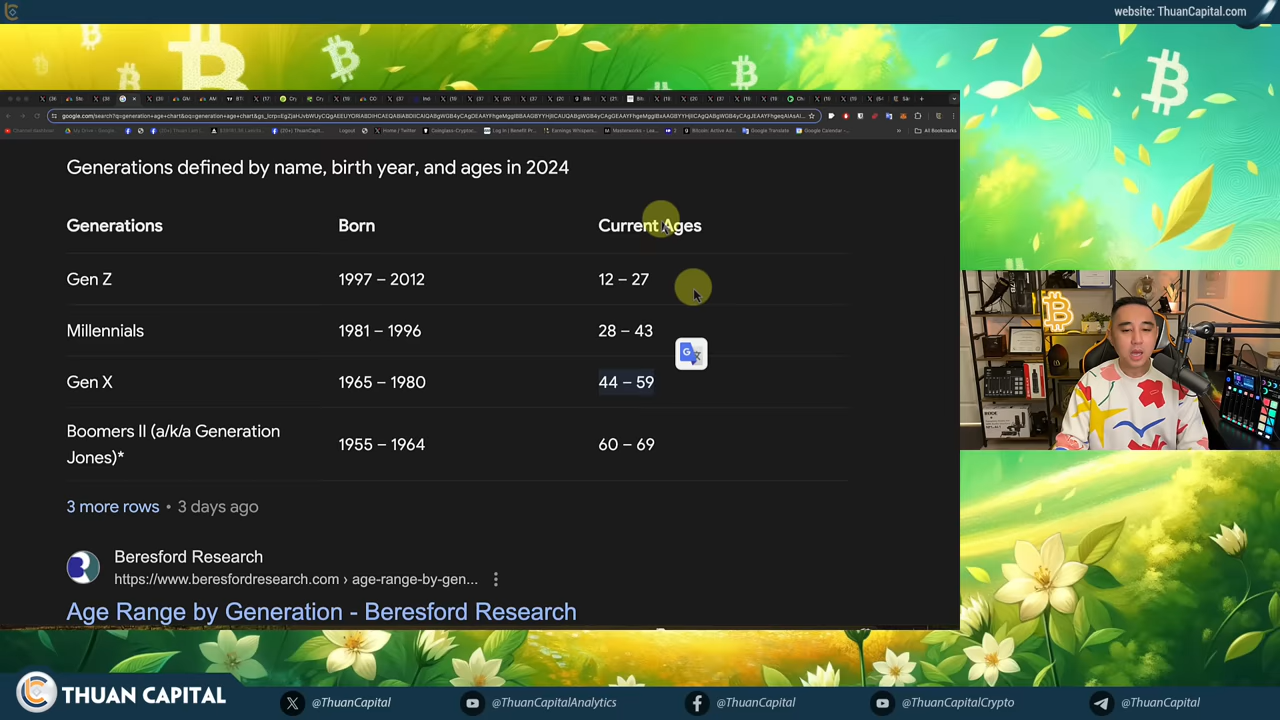 website: ThuanCapital.com
All Bookmarks
Generations defined by name, birth year, and ages in 2024
Generations Born Current Ages
Gen Z 1997 – 2012 12 – 27
Millennials 1981 – 1996 28 – 43
Gen X 1965 – 1980 44 – 59
Boomers II (a/k/a Generation
Jones)* 1955 – 1964 60 – 69
3 more rows • 3 days ago
Beresford Research
https://www.beresfordresearch.com › age-range-by-gen...
Age Range by Generation - Beresford Research
THUAN CAPITAL
@ThuanCapital
@ThuanCapitalAnalytics
@ThuanCapital
@ThuanCapitalCrypto
@ThuanCapital